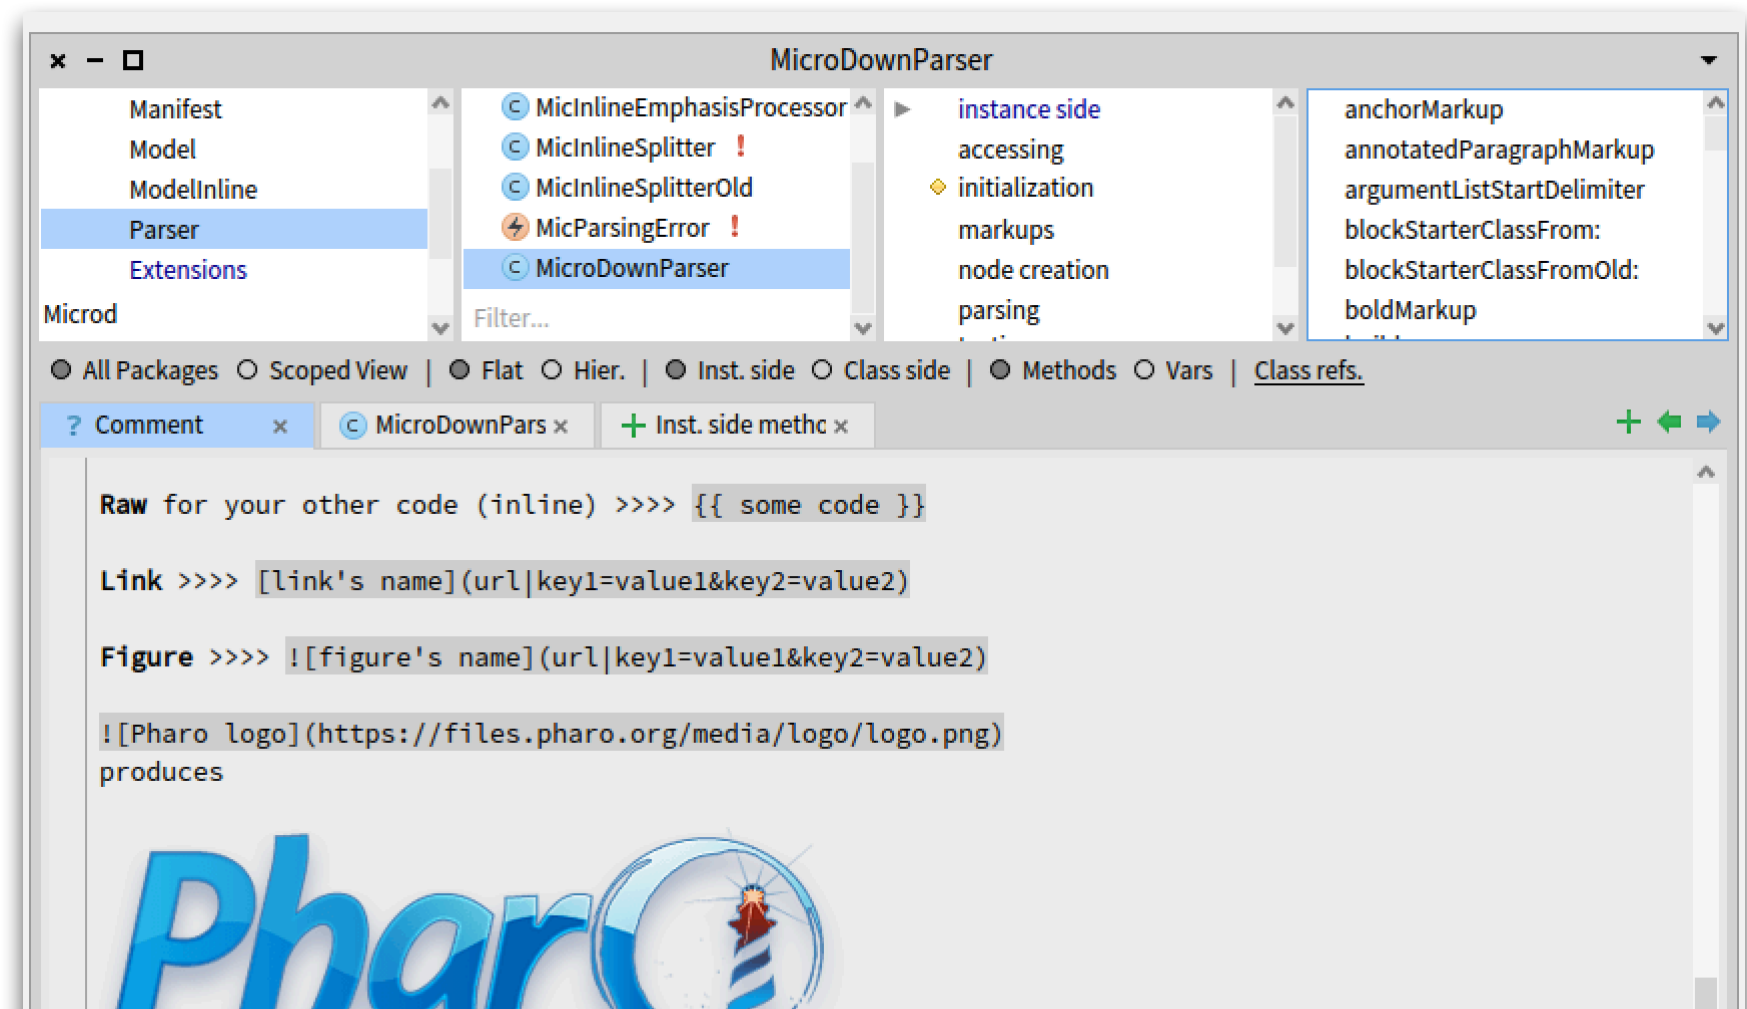 MicroDownParser
Manifest
Model
ModelInline
Parser
Extensions
Microd
MicInlineEmphasisProcessor
MicInlineSplitter
MicInlineSplitterOld
MicParsingError
MicroDownParser
Filter...
instance side
accessing
initialization
markups
node creation
parsing
anchorMarkup
annotatedParagraphMarkup
argumentListStartDelimiter
blockStarterClassFrom:
blockStarterClassFromOld:
boldMarkup
All Packages Scoped View | Flat Hier. | Inst. side Class side | Methods Vars | Class refs.
? Comment × MicroDownPars × Inst. side metho ×
Raw for your other code (inline) >>>> {{ some code }}
Link >>>> [link's name](url|key1=value1&key2=value2)
Figure >>>> ![figure's name](url|key1=value1&key2=value2)
![Pharo logo](https://files.pharo.org/media/logo/logo.png)
produces
Pharo